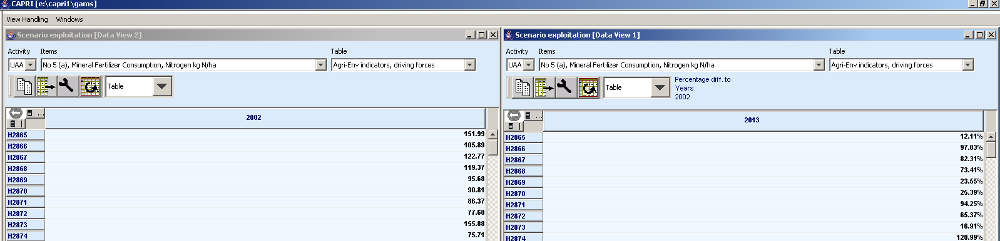 CAPRI [e:\capri1\gams]
View Handling Windows
Scenario exploitation [Data View 2]
Activity Items Table
UAA No 5 (a), Mineral Fertilizer Consumption, Nitrogen kg N/ha Agri-Env indicators, driving forces
Table
...
2002
H2865 151.99
H2866 105.89
H2867 122.77
H2868 119.37
H2869 95.68
H2870 90.81
H2871 86.37
H2872 77.68
H2873 155.88
H2874 75.71
Scenario exploitation [Data View 1]
Activity Items Table
UAA No 5 (a), Mineral Fertilizer Consumption, Nitrogen kg N/ha Agri-Env indicators, driving forces
Table
Percentage diff. to
Years
2002
...
2013
H2865 12.11%
H2866 97.83%
H2867 82.31%
H2868 73.41%
H2869 23.55%
H2870 25.39%
H2871 94.25%
H2872 65.37%
H2873 16.91%
H2874 120.99%